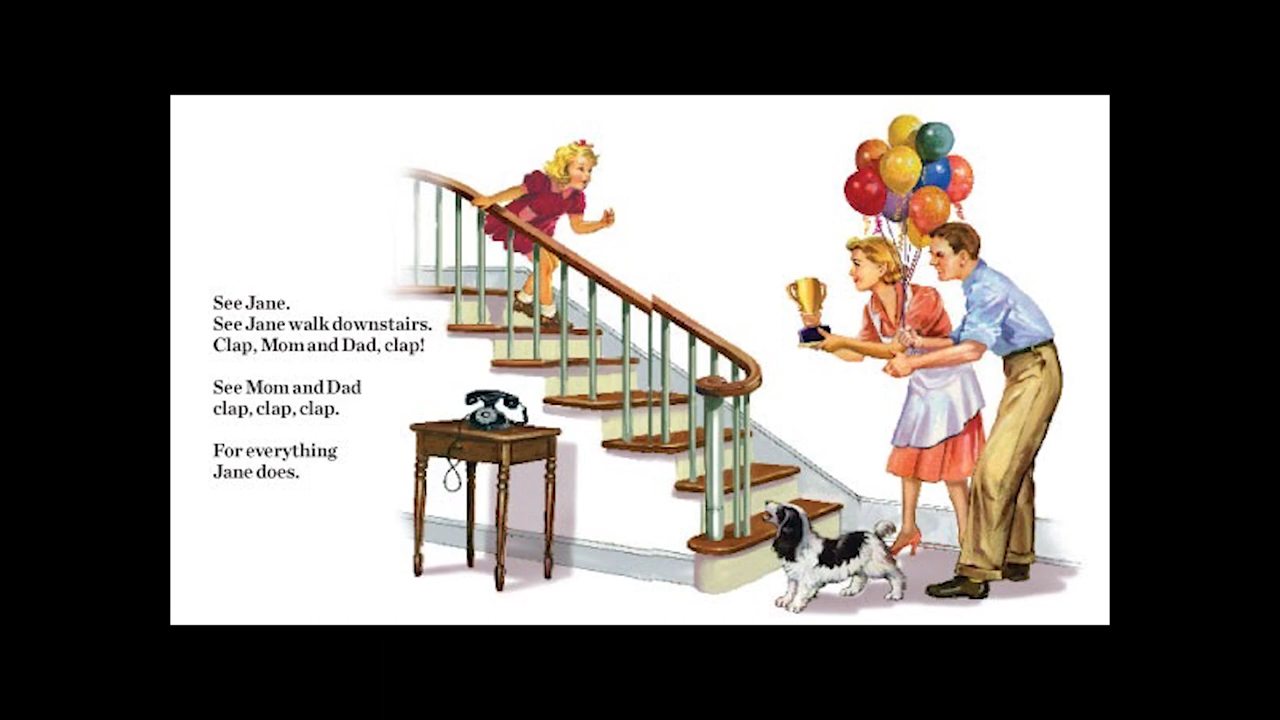 See Jane.
See Jane walk downstairs.
Clap, Mom and Dad, clap!
See Mom and Dad
clap, clap, clap.
For everything
Jane does.